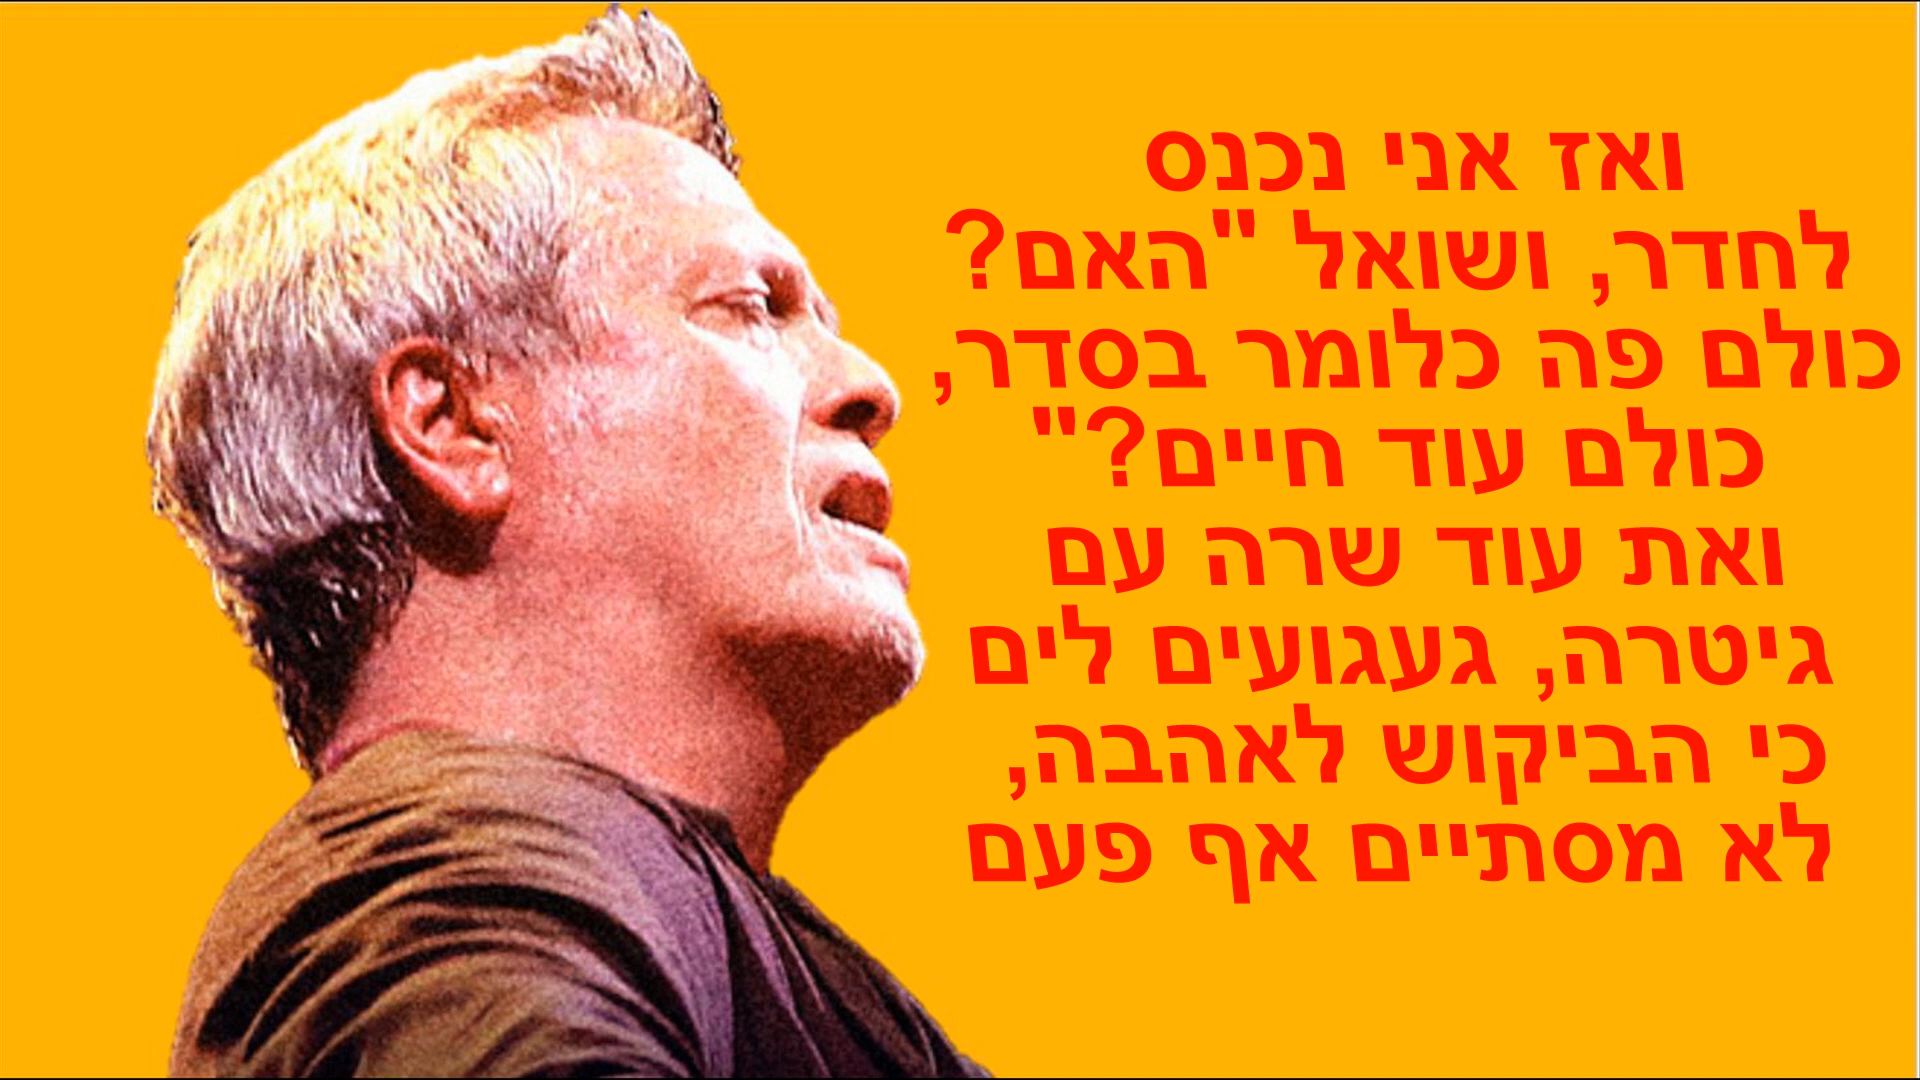 ואז אני נכנס
לחדר, ושואל "האם?
כולם פה כלומר בסדר,
כולם עוד חיים?"
ואת עוד שרה עם
גיטרה, געגועים לים
כי הביקוש לאהבה,
לא מסתיים אף פעם